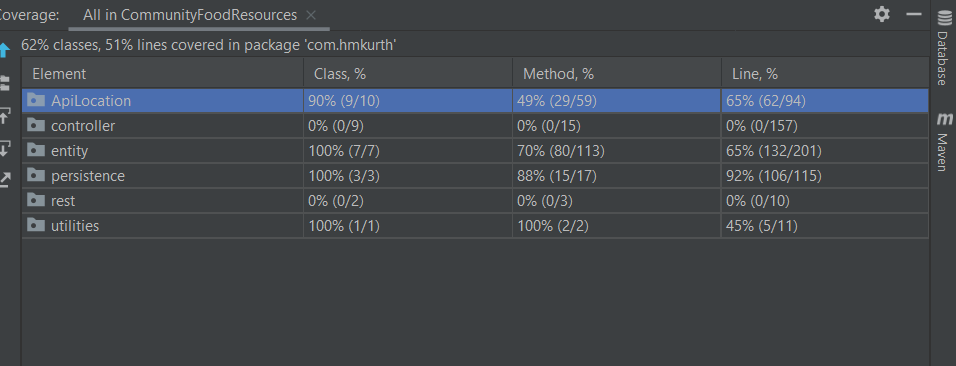 overage: All in CommunityFoodResources
62% classes, 51% lines covered in package 'com.hmkurth'
Element Class, % Method, % Line, %
ApiLocation 90% (9/10) 49% (29/59) 65% (62/94)
controller 0% (0/9) 0% (0/15) 0% (0/157)
entity 100% (7/7) 70% (80/113) 65% (132/201)
persistence 100% (3/3) 88% (15/17) 92% (106/115)
rest 0% (0/2) 0% (0/3) 0% (0/10)
utilities 100% (1/1) 100% (2/2) 45% (5/11)
Database
m
Maven